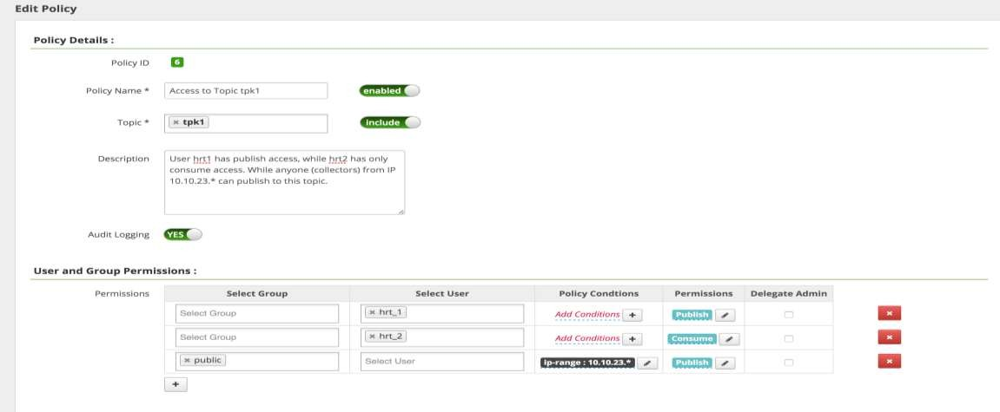 Edit Policy
Policy Details :
Policy ID 6
Policy Name * Access to Topic tpk1 enabled
Topic * × tpk1 include
Description User hrt1 has publish access, while hrt2 has only
consume access. While anyone (collectors) from IP
10.10.23.* can publish to this topic.
Audit Logging YES
User and Group Permissions :
Permissions Select Group Select User Policy Condtions Permissions Delegate Admin
Select Group × hrt_1 Add Conditions + Publish ×
Select Group × hrt_2 Add Conditions + Consume ×
× public Select User ip-range : 10.10.23.* Publish ×
+